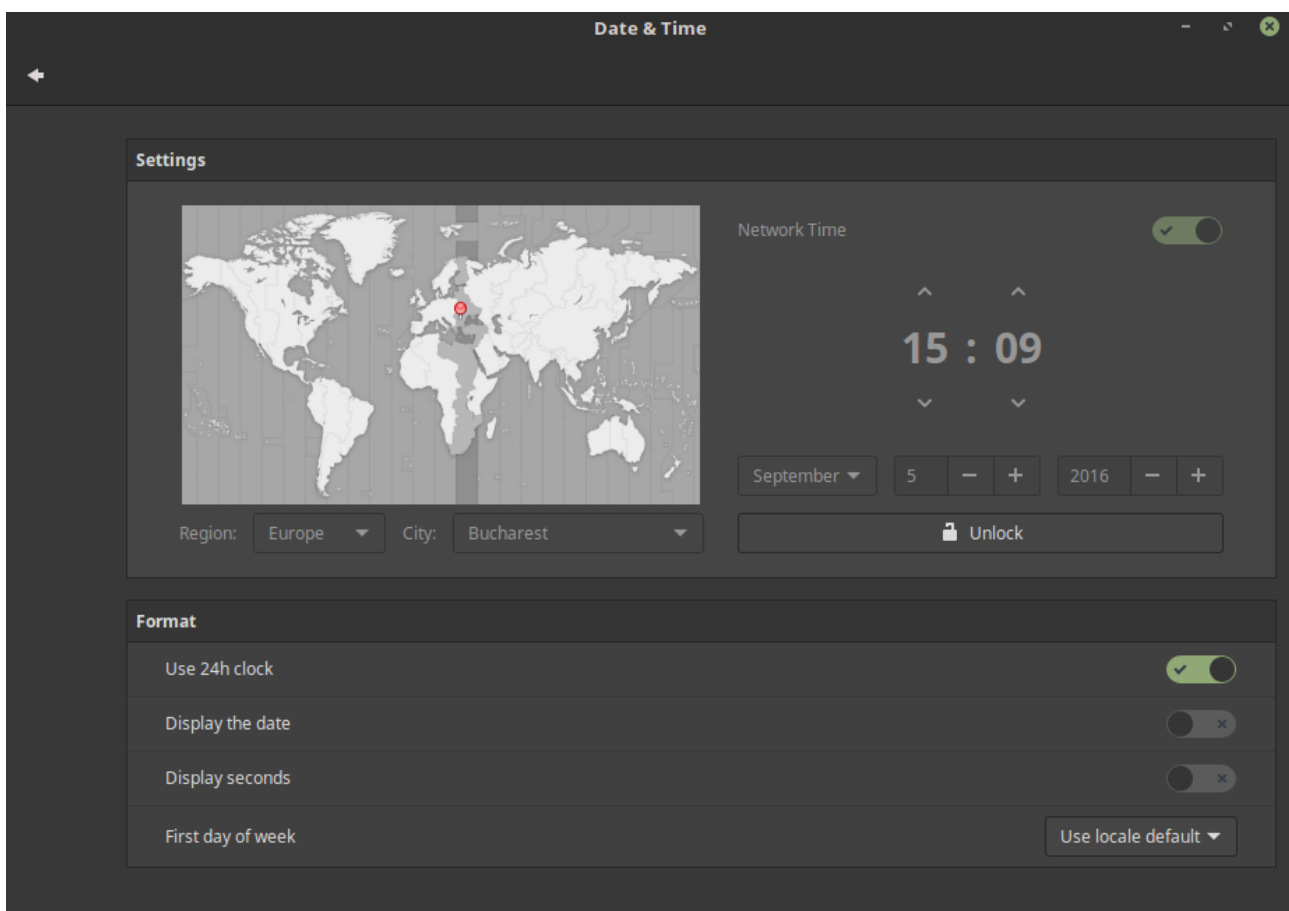 Date & Time
Settings
Network Time
15 : 09
September 5 2016
Region: Europe City: Bucharest
Unlock
Format
Use 24h clock
Display the date
Display seconds
First day of week Use locale default